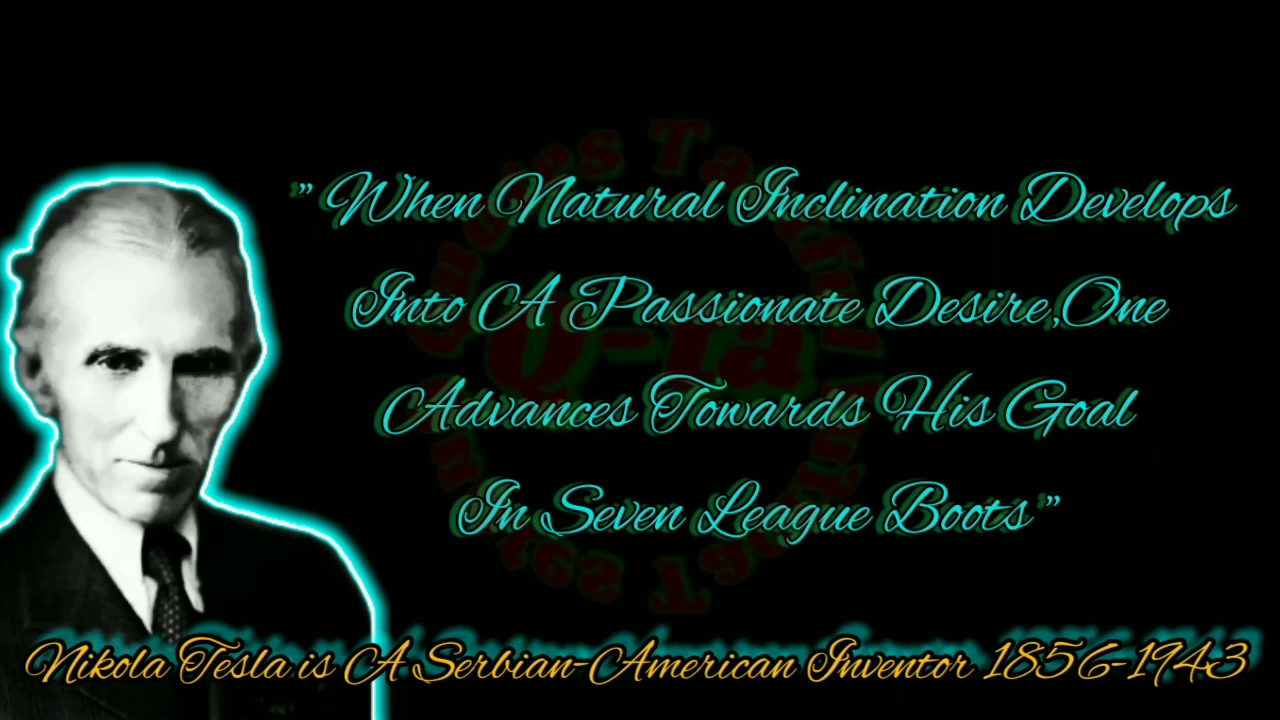 ” When Natural Inclination Develops
Into A Passionate Desire,One
Advances Towards His Goal
In Seven League Boots ”
Nikola Tesla is A Serbian-American Inventor 1856-1943